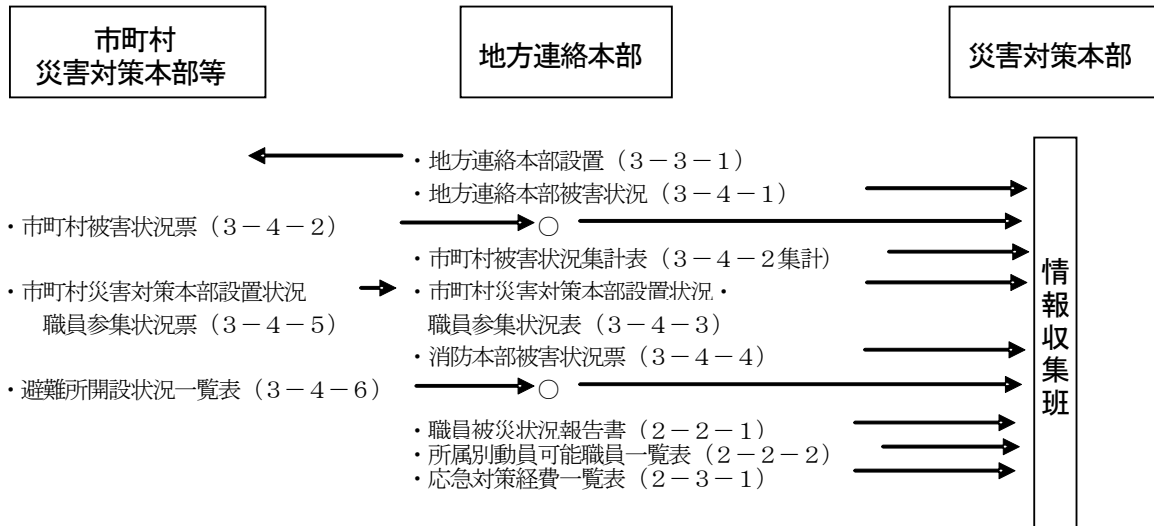 市町村
災害対策本部等
地方連絡本部
災害対策本部
・地方連絡本部設置（３－３－１）
・地方連絡本部被害状況（３－４－１）
・市町村被害状況票（３－４－２）
○
・市町村被害状況集計表（３－４－２集計）
・市町村災害対策本部設置状況
職員参集状況票（３－４－５）
・市町村災害対策本部設置状況・
職員参集状況表（３－４－３）
・消防本部被害状況票（３－４－４）
・避難所開設状況一覧表（３－４－６）
○
・職員被災状況報告書（２－２－１）
・所属別動員可能職員一覧表（２－２－２）
・応急対策経費一覧表（２－３－１）
情報収集班